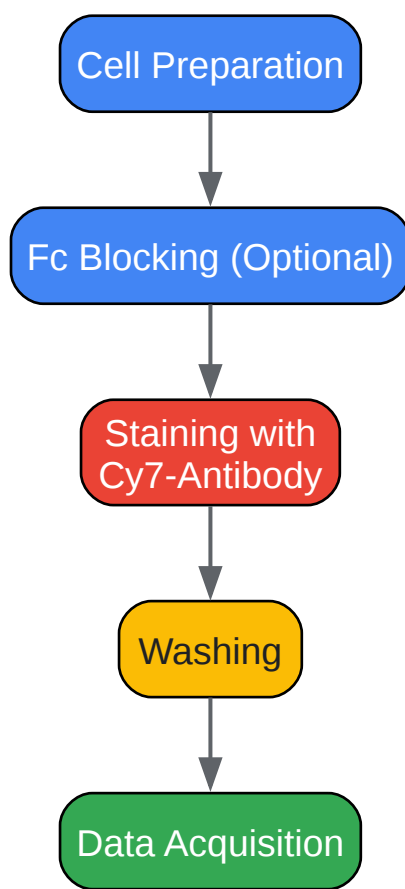 Cell Preparation
Fc Blocking (Optional)
Staining with
Cy7-Antibody
Washing
Data Acquisition